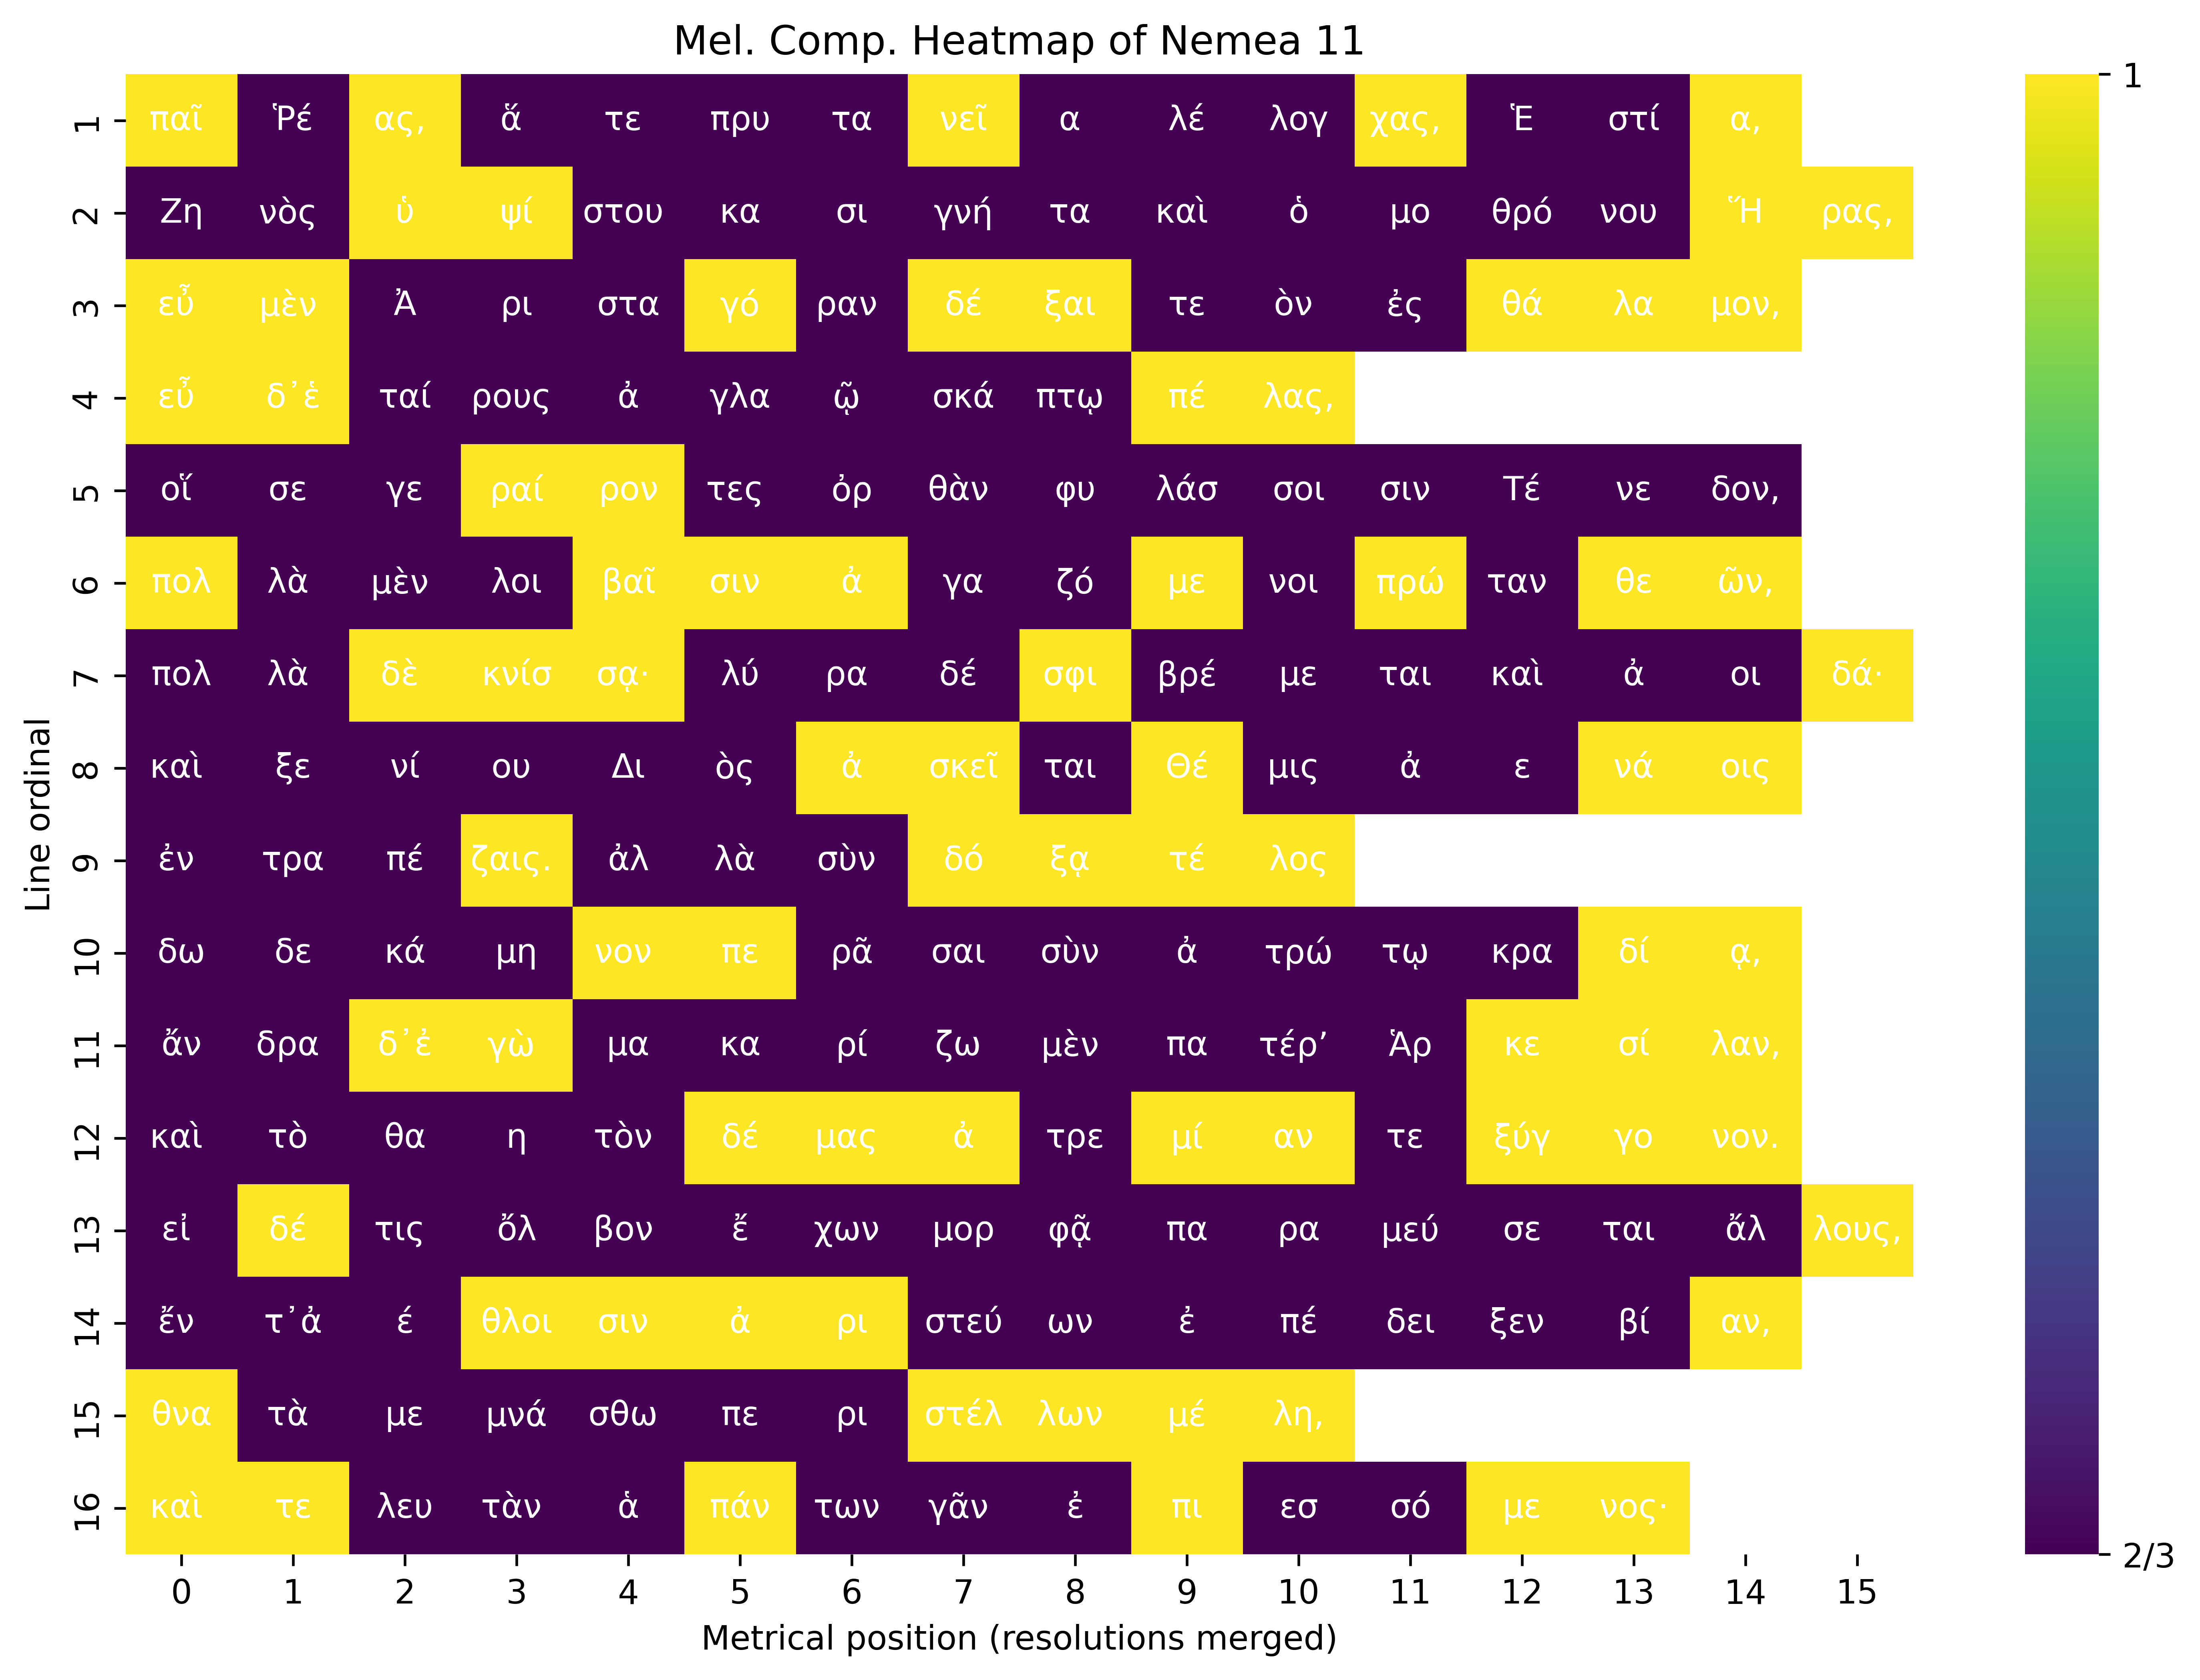 Mel. Comp. Heatmap of Nemea 11
1 παῖ Ῥέ ας, ἅ τε πρυ τα νεῖ α λέ λογ χας, Ἑ στί α,
2 Ζη νὸς ὑ ψί στου κα σι γνή τα καὶ ὁ μο θρό νου Ἥ ρας,
3 εὖ μὲν Ἀ ρι στα γό ραν δέ ξαι τε ὸν ἐς θά λα μον,
4 εὖ δ᾽ἑ ταί ρους ἀ γλα ῷ σκά πτῳ πέ λας,
5 οἵ σε γε ραί ρον τες ὀρ θὰν φυ λάσ σοι σιν Τέ νε δον,
6 πολ λὰ μὲν λοι βαῖ σιν ἀ γα ζό με νοι πρώ ταν θε ῶν,
7 πολ λὰ δὲ κνίσ σᾳ· λύ ρα δέ σφι βρέ με ται καὶ ἀ οι δά·
8 καὶ ξε νί ου Δι ὸς ἀ σκεῖ ται Θέ μις ἀ ε νά οις
9 ἐν τρα πέ ζαις. ἀλ λὰ σὺν δό ξᾳ τέ λος
10 δω δε κά μη νον πε ρᾶ σαι σὺν ἀ τρώ τῳ κρα δί ᾳ,
11 ἄν δρα δ᾽ἐ γὼ μα κα ρί ζω μὲν πα τέρ’ Ἁρ κε σί λαν,
12 καὶ τὸ θα η τὸν δέ μας ἀ τρε μί αν τε ξύγ γο νον.
13 εἰ δέ τις ὄλ βον ἔ χων μορ φᾷ πα ρα μεύ σε ται ἄλ λους,
14 ἔν τ᾽ἀ έ θλοι σιν ἀ ρι στεύ ων ἐ πέ δει ξεν βί αν,
15 θνα τὰ με μνά σθω πε ρι στέλ λων μέ λη,
16 καὶ τε λευ τὰν ἁ πάν των γᾶν ἐ πι εσ σό με νος·
0 1 2 3 4 5 6 7 8 9 10 11 12 13 14 15
Metrical position (resolutions merged)
Line ordinal
1
2/3